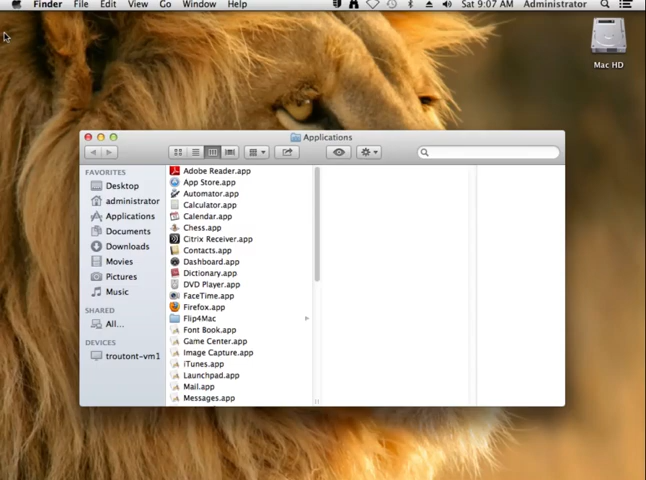 Finder File Edit View Go Window Help Sat 9:07 AM Administrator
Mac HD
Applications
FAVORITES
Desktop
administrator
Applications
Documents
Downloads
Movies
Pictures
Music
SHARED
All...
DEVICES
troutont-vm1
Adobe Reader.app
App Store.app
Automator.app
Calculator.app
Calendar.app
Chess.app
Citrix Receiver.app
Contacts.app
Dashboard.app
Dictionary.app
DVD Player.app
FaceTime.app
Firefox.app
Flip4Mac
Font Book.app
Game Center.app
Image Capture.app
iTunes.app
Launchpad.app
Mail.app
Messages.app